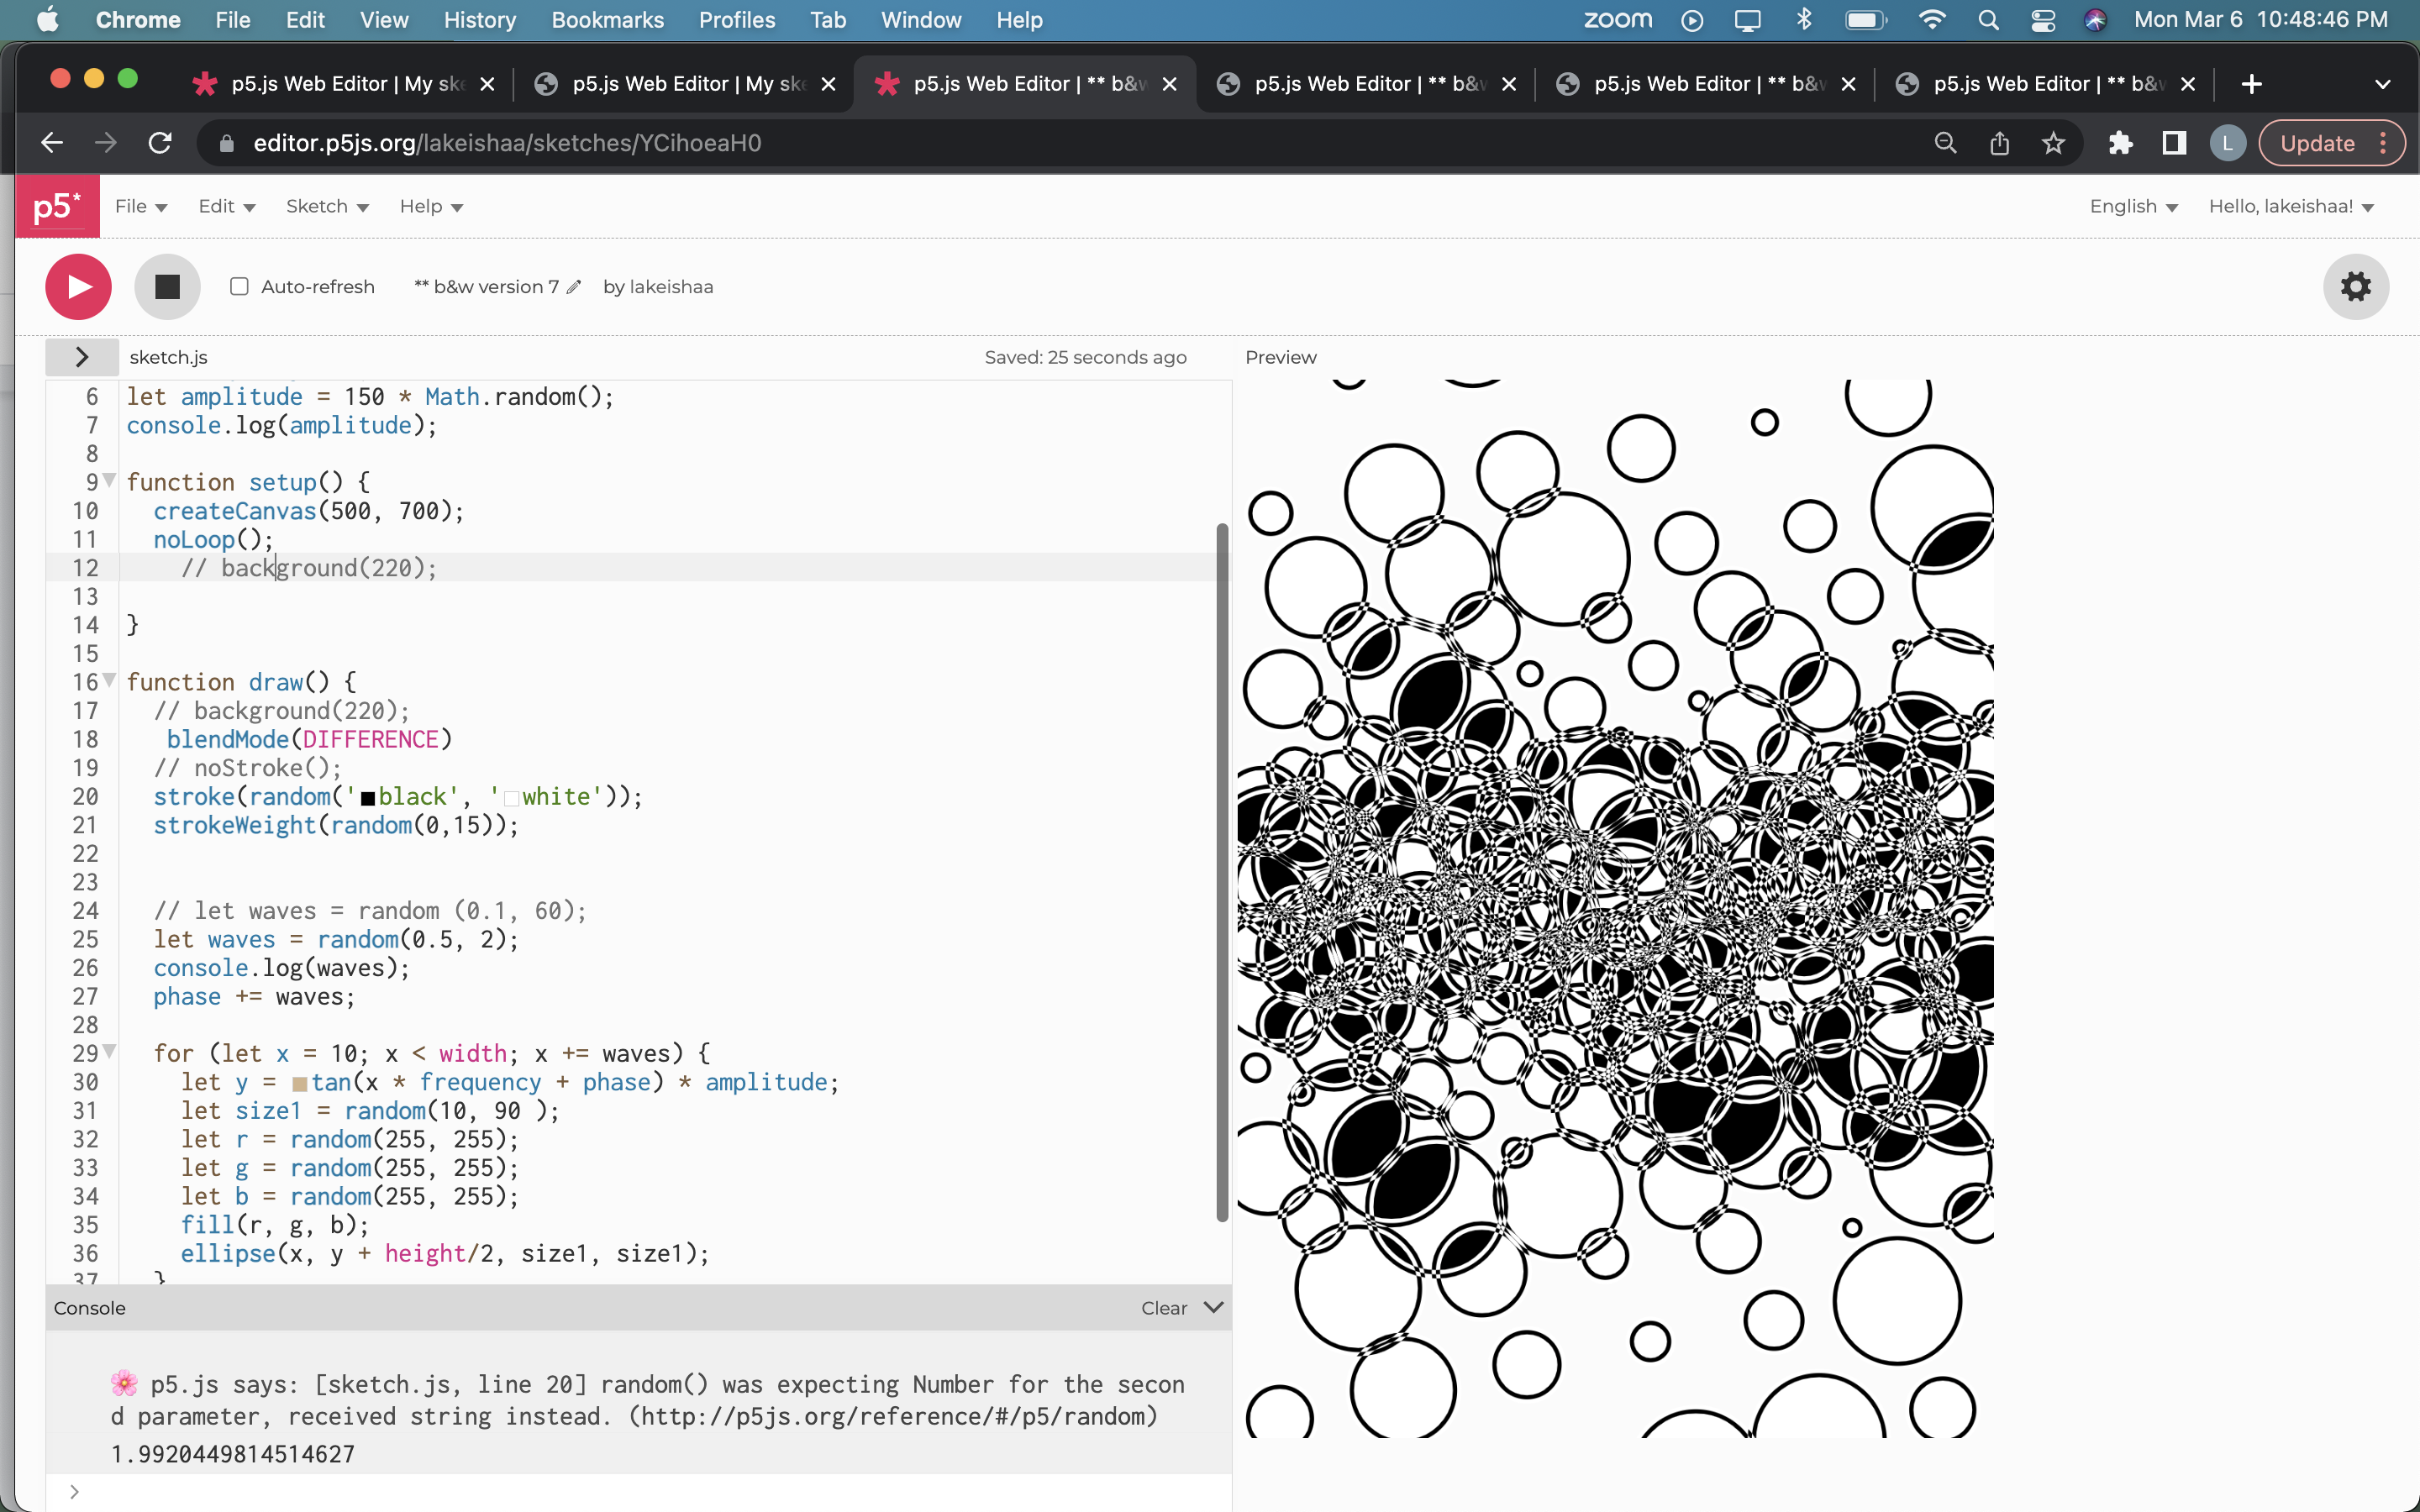 Chrome File Edit View History Bookmarks Profiles Tab Window Help zoom Mon Mar 6 10:48:46 PM
p5.js Web Editor | My ske p5.js Web Editor | My ske p5.js Web Editor | ** b&w p5.js Web Editor | ** b&w p5.js Web Editor | ** b&w p5.js Web Editor | ** b&w
editor.p5js.org/lakeishaa/sketches/YCihoeaH0 L Update
p5* File Edit Sketch Help English Hello, lakeishaa!
Auto-refresh ** b&w version 7 by lakeishaa
sketch.js Saved: 25 seconds ago Preview
6 let amplitude = 150 * Math.random();
7 console.log(amplitude);
8
9 function setup() {
10 createCanvas(500, 700);
11 noLoop();
12 // background(220);
13
14 }
15
16 function draw() {
17 // background(220);
18 blendMode(DIFFERENCE)
19 // noStroke();
20 stroke(random('black', 'white'));
21 strokeWeight(random(0,15));
22
23
24 // let waves = random (0.1, 60);
25 let waves = random(0.5, 2);
26 console.log(waves);
27 phase += waves;
28
29 for (let x = 10; x < width; x += waves) {
30 let y = tan(x * frequency + phase) * amplitude;
31 let size1 = random(10, 90 );
32 let r = random(255, 255);
33 let g = random(255, 255);
34 let b = random(255, 255);
35 fill(r, g, b);
36 ellipse(x, y + height/2, size1, size1);
37 }
Console Clear
🌸 p5.js says: [sketch.js, line 20] random() was expecting Number for the secon
d parameter, received string instead. (http://p5js.org/reference/#/p5/random)
1.9920449814514627
>